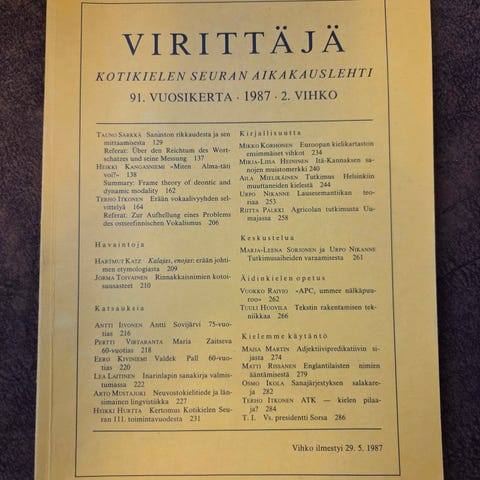 VIRITTÄJÄ
KOTIKIELEN SEURAN AIKAKAUSLEHTI
91. VUOSIKERTA · 1987 · 2. VIHKO
TAUNO SARKKÄ Sanaston rikkaudesta ja sen
mittaamisesta 129
Referat: Über den Reichtum des Wort-
schatzes und seine Messung 137
HEIKKI KANGASNIEMI »Miten Alma-täti
voi?» 138
Summary: Frame theory of deontic and
dynamic modality 162
TERHO ITKONEN Erään vokaalivyyhden sel-
vittelyä 164
Referat: Zur Aufhellung eines Problems
des ostseefinnischen Vokalismus 206
Havaintoja
HARTMUT KATZ Kalajas, enojas: erään johti-
men etymologiasta 209
JORMA TOIVAINEN Rinnakkaisnimien kotoi-
suusasteet 210
Katsauksia
ANTTI IIVONEN Antti Sovijärvi 75-vuo-
tias 216
PERTTI VIRTARANTA Maria Zaitseva
60-vuotias 218
EERO KIVINIEMI Valdek Pall 60-vuo-
tias 220
LEA LAITINEN Inarinlapin sanakirja valmis-
tumassa 222
ARTO MUSTAJOKI Neuvostokielitiede ja län-
simainen lingvistiikka 227
HEIKKI HURTTA Kertomus Kotikielen Seu-
ran 111. toimintavuodesta 231
Kirjallisuutta
MIKKO KORHONEN Euroopan kielikartaston
ensimmäiset vihkot 234
MIRJA-LIISA HEININEN Itä-Kannaksen sa-
nojen muistomerkki 240
AILA MIELIKÄINEN Tutkimus Helsinkiin
muuttaneiden kielestä 244
URPO NIKANNE Lausesemantiikan teo-
riaa 253
RIITTA PALKKI Agricolan tutkimusta Uu-
majassa 258
Keskustelua
MARJA-LEENA SORJONEN ja URPO NIKANNE
Tutkimusaiheiden varaamisesta 261
Äidinkielen opetus
VUOKKO RAIVIO »APC, ummee nälkäpuu-
roo» 262
TUULI HUOVILA Tekstin rakentamisen tek-
niikkaa 266
Kielemme käytäntö
MAISA MARTIN Adjektiivipredikatiivin si-
jasta 274
MATTI RISSANEN Englantilaisten nimien
ääntämisestä 279
OSMO IKOLA Sanajärjestyksen salakare-
ja 282
TERHO ITKONEN ATK — kielen pilaa-
ja? 284
T. I. Vs. presidentti Sorsa 286
Vihko ilmestyi 29. 5. 1987